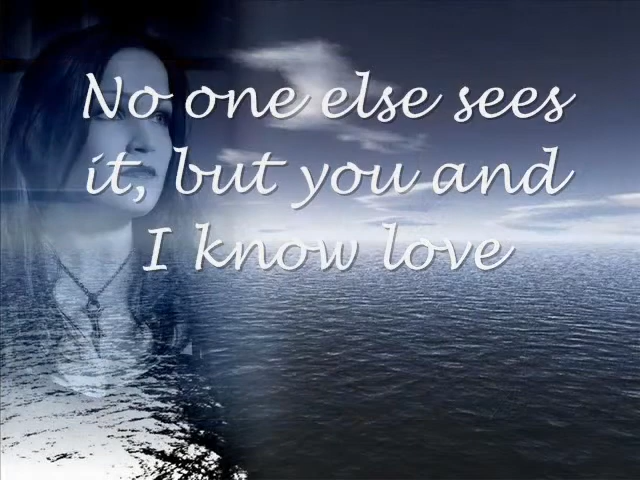 No one else sees
it, but you and
I know love